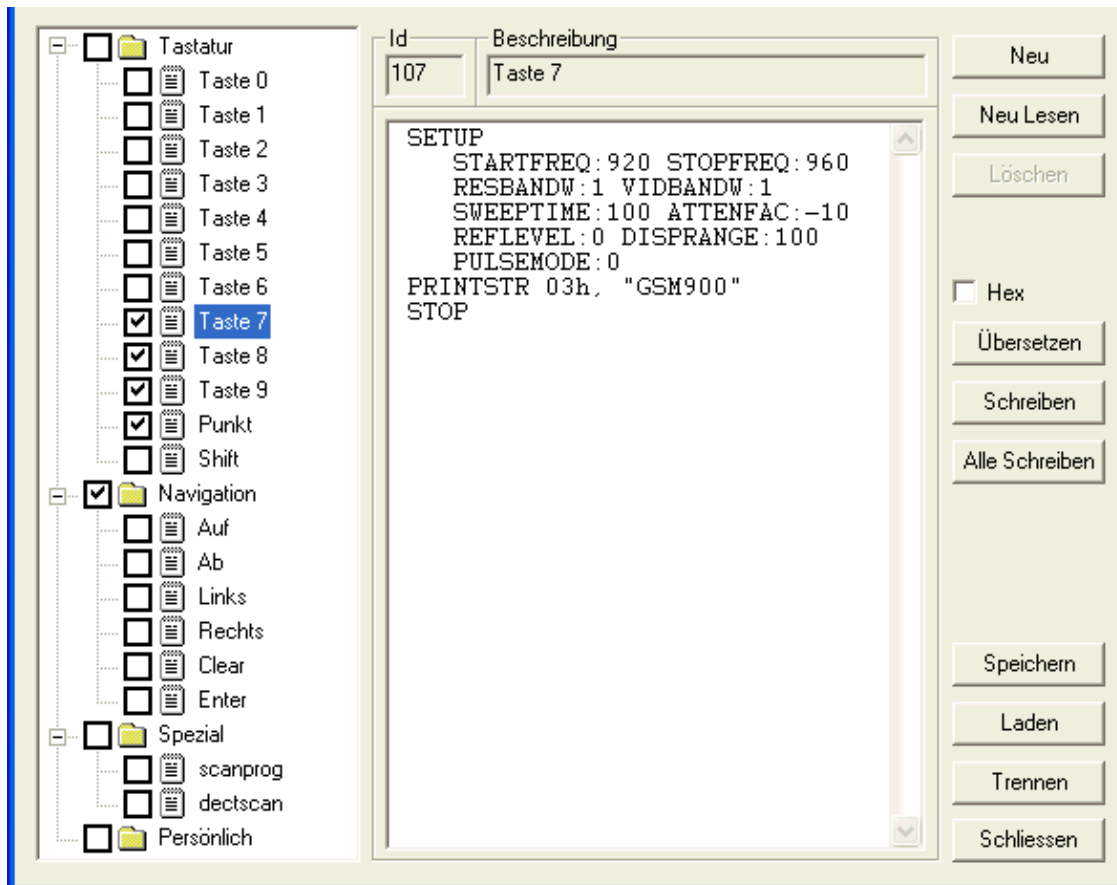 Tastatur
Taste 0
Taste 1
Taste 2
Taste 3
Taste 4
Taste 5
Taste 6
Taste 7
Taste 8
Taste 9
Punkt
Shift
Navigation
Auf
Ab
Links
Rechts
Clear
Enter
Spezial
scanprog
dectscan
Persönlich
Id
107
Beschreibung
Taste 7
SETUP
STARTFREQ:920 STOPFREQ:960
RESBANDW:1 VIDBANDW:1
SWEEPTIME:100 ATTENFAC:-10
REFLEVEL:0 DISPRANGE:100
PULSEMODE:0
PRINTSTR 03h, "GSM900"
STOP
Neu
Neu Lesen
Löschen
Hex
Übersetzen
Schreiben
Alle Schreiben
Speichern
Laden
Trennen
Schliessen